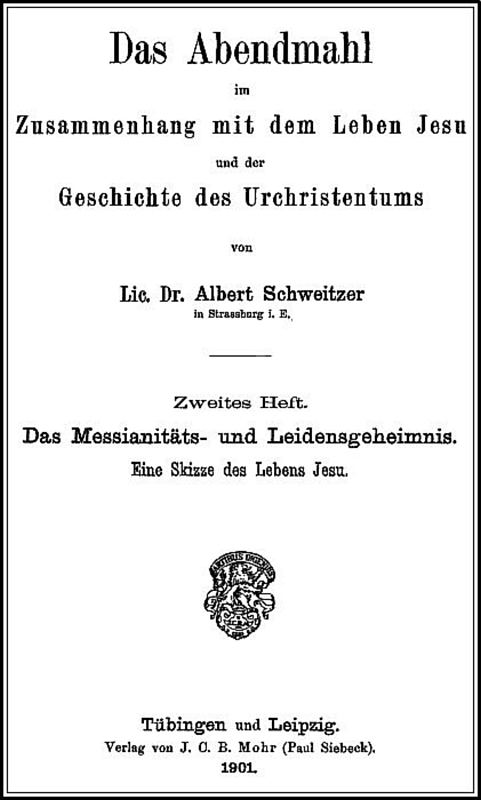 Das Abendmahl
im
Zusammenhang mit dem Leben Jesu
und der
Geschichte des Urchristentums
von
Lic. Dr. Albert Schweitzer
in Strassburg i. E.
Zweites Heft.
Das Messianitäts- und Leidensgeheimnis.
Eine Skizze des Lebens Jesu.
Tübingen und Leipzig.
Verlag von J. C. B. Mohr (Paul Siebeck).
1901.